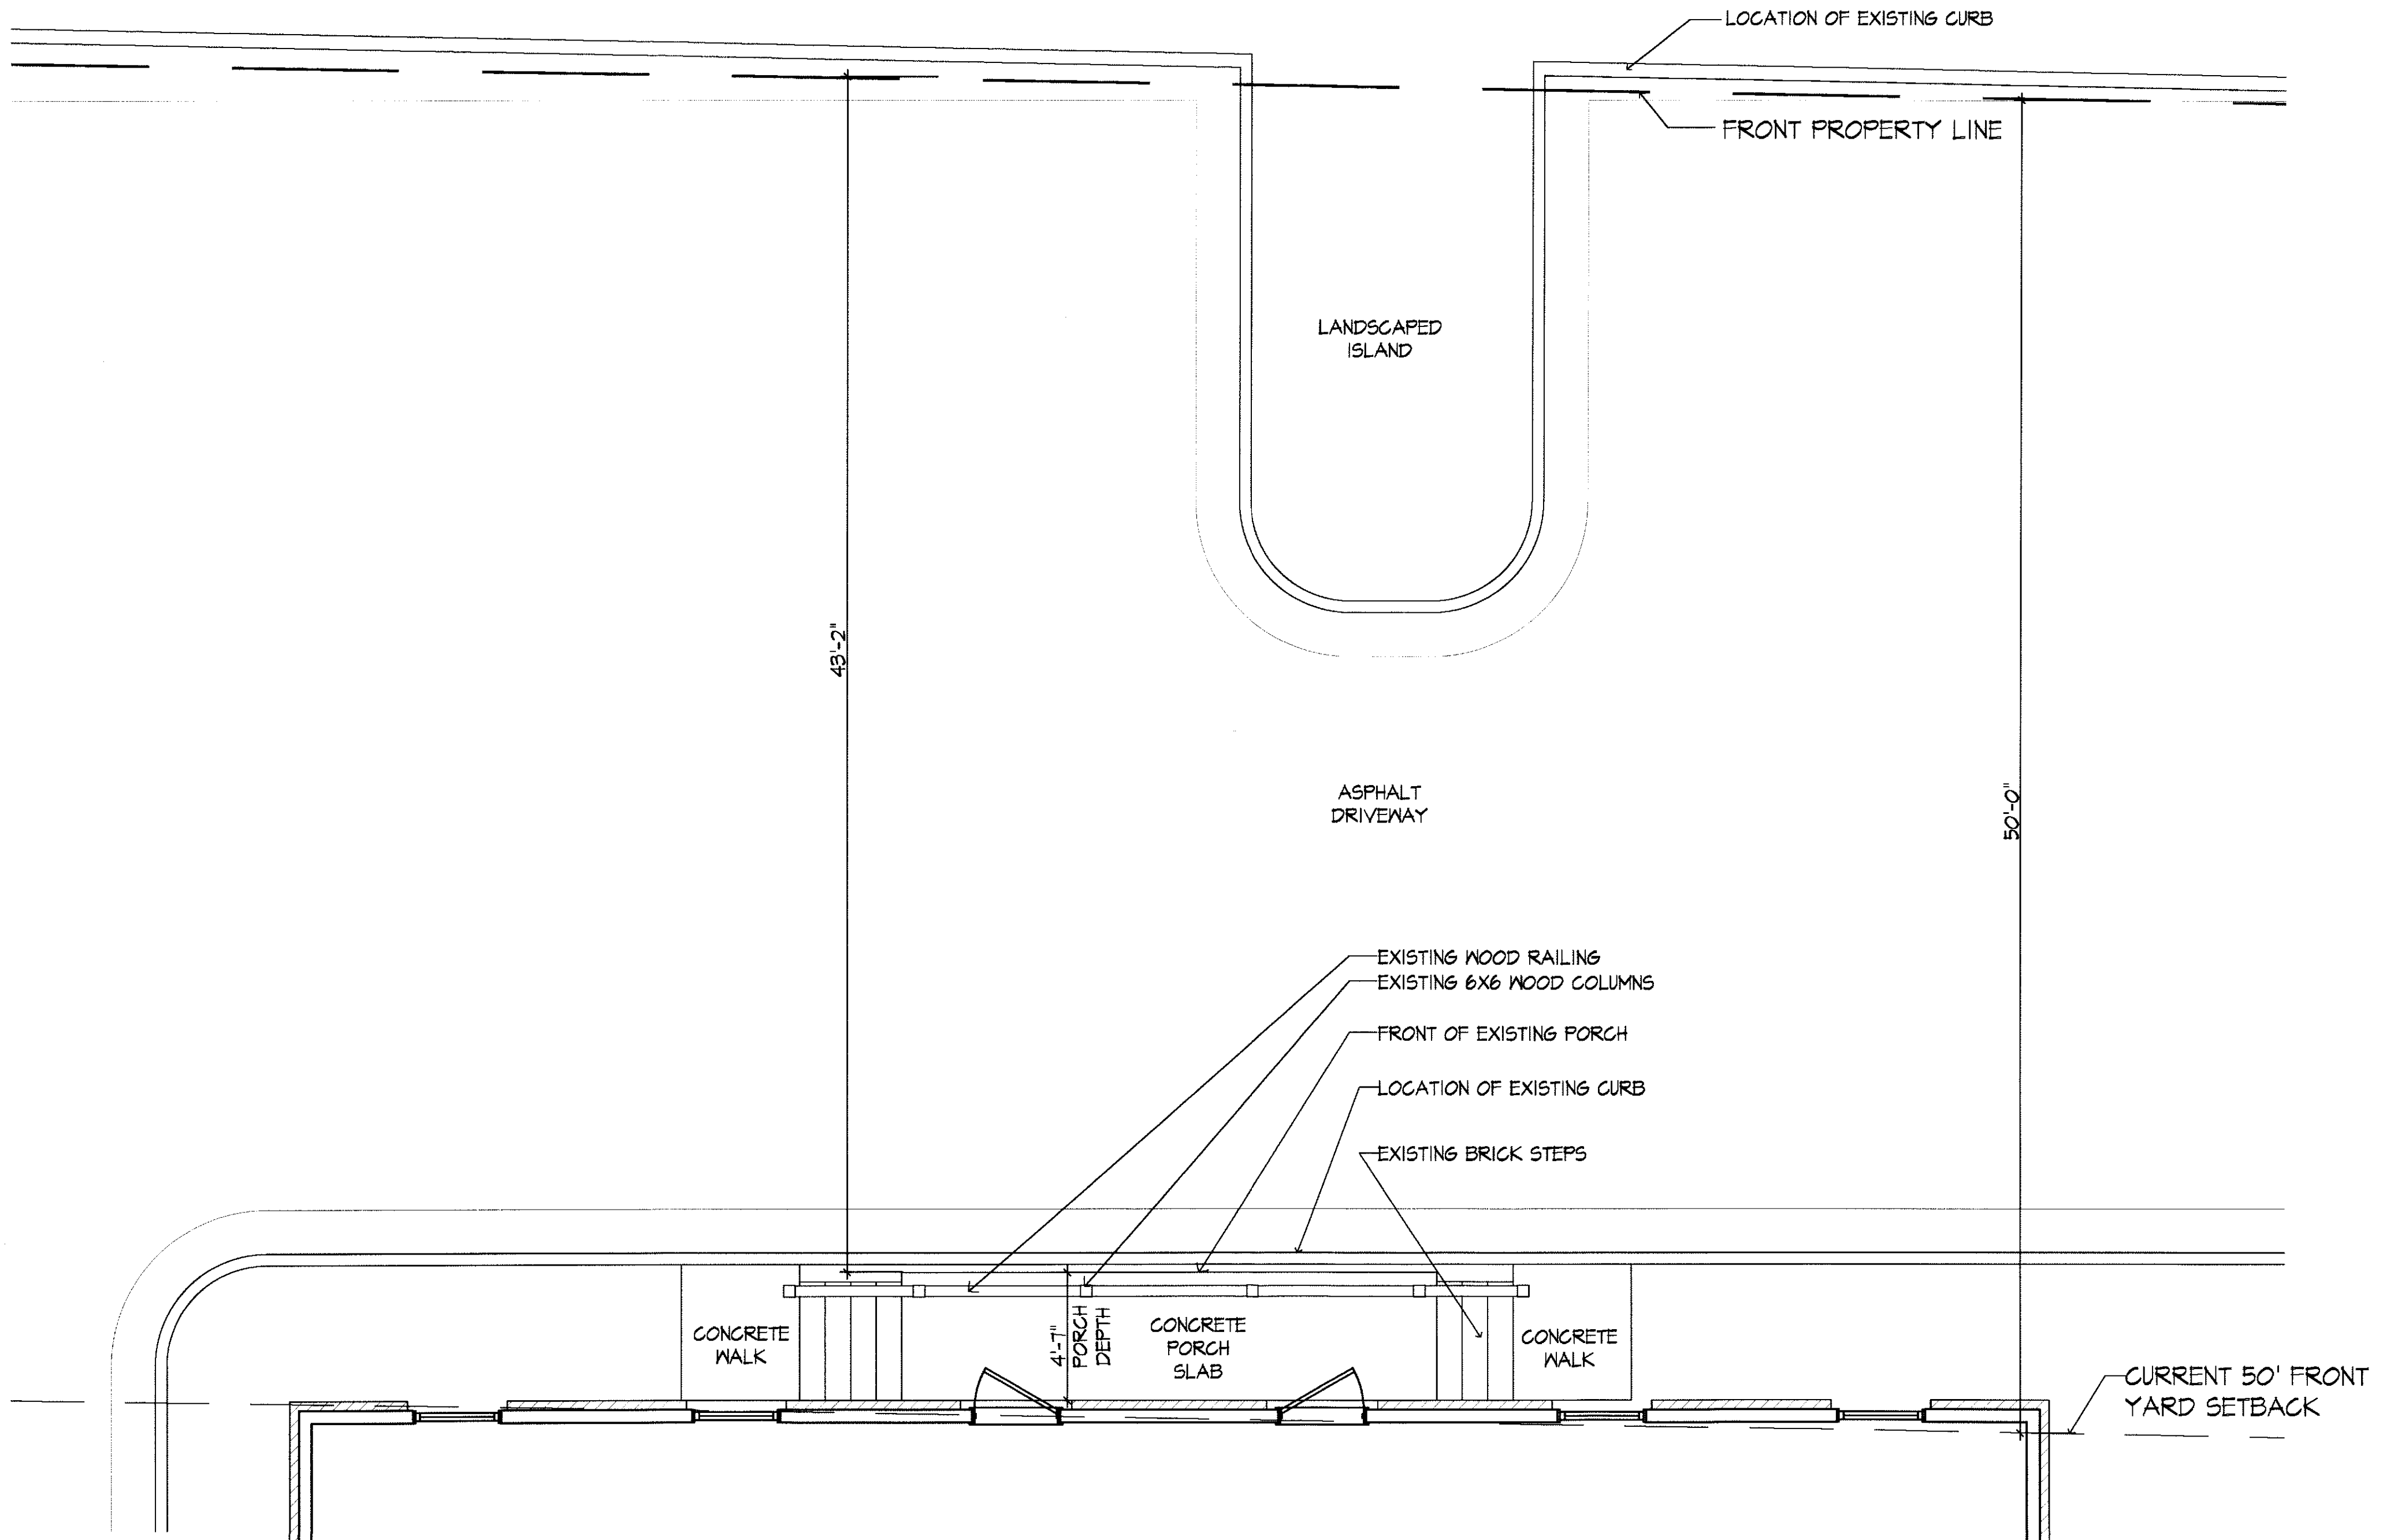 LOCATION OF EXISTING CURB
FRONT PROPERTY LINE
LANDSCAPED
ISLAND
43'-2"
ASPHALT
DRIVEWAY
50'-0"
EXISTING WOOD RAILING
EXISTING 6X6 WOOD COLUMNS
FRONT OF EXISTING PORCH
LOCATION OF EXISTING CURB
EXISTING BRICK STEPS
CONCRETE
WALK
4'-7"
PORCH
DEPTH
CONCRETE
PORCH
SLAB
CONCRETE
WALK
CURRENT 50' FRONT
YARD SETBACK